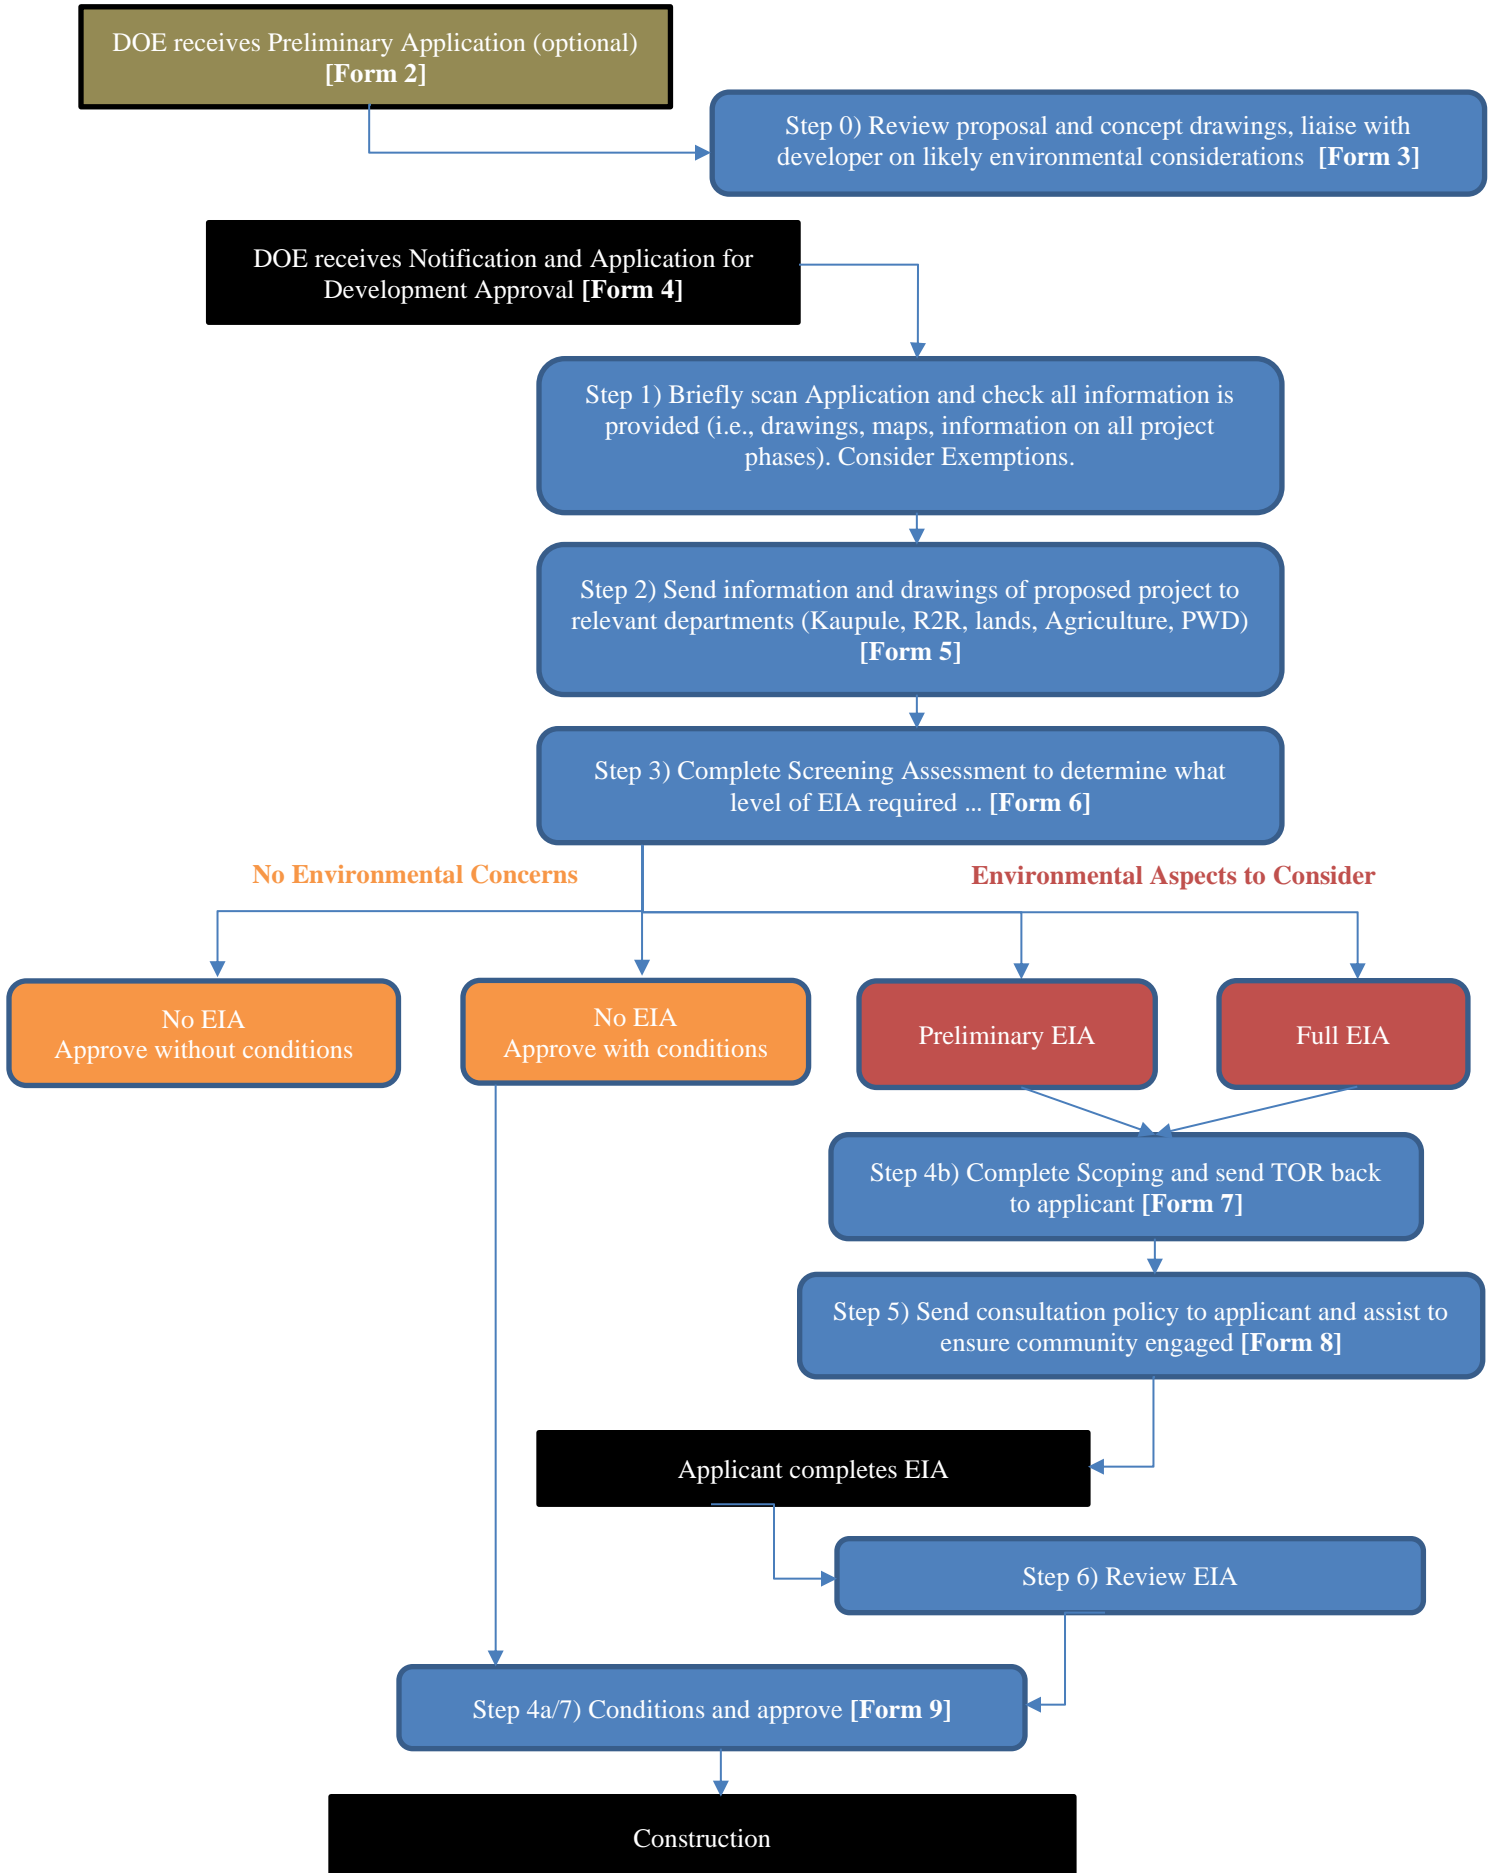 DOE receives Preliminary Application (optional)
[Form 2]
Step 0) Review proposal and concept drawings, liaise with
developer on likely environmental considerations [Form 3]
DOE receives Notification and Application for
Development Approval [Form 4]
Step 1) Briefly scan Application and check all information is
provided (i.e., drawings, maps, information on all project
phases). Consider Exemptions.
Step 2) Send information and drawings of proposed project to
relevant departments (Kaupule, R2R, lands, Agriculture, PWD)
[Form 5]
Step 3) Complete Screening Assessment to determine what
level of EIA required ... [Form 6]
No Environmental Concerns
Environmental Aspects to Consider
No EIA
Approve without conditions
No EIA
Approve with conditions
Preliminary EIA
Full EIA
Step 4b) Complete Scoping and send TOR back
to applicant [Form 7]
Step 5) Send consultation policy to applicant and assist to
ensure community engaged [Form 8]
Applicant completes EIA
Step 6) Review EIA
Step 4a/7) Conditions and approve [Form 9]
Construction